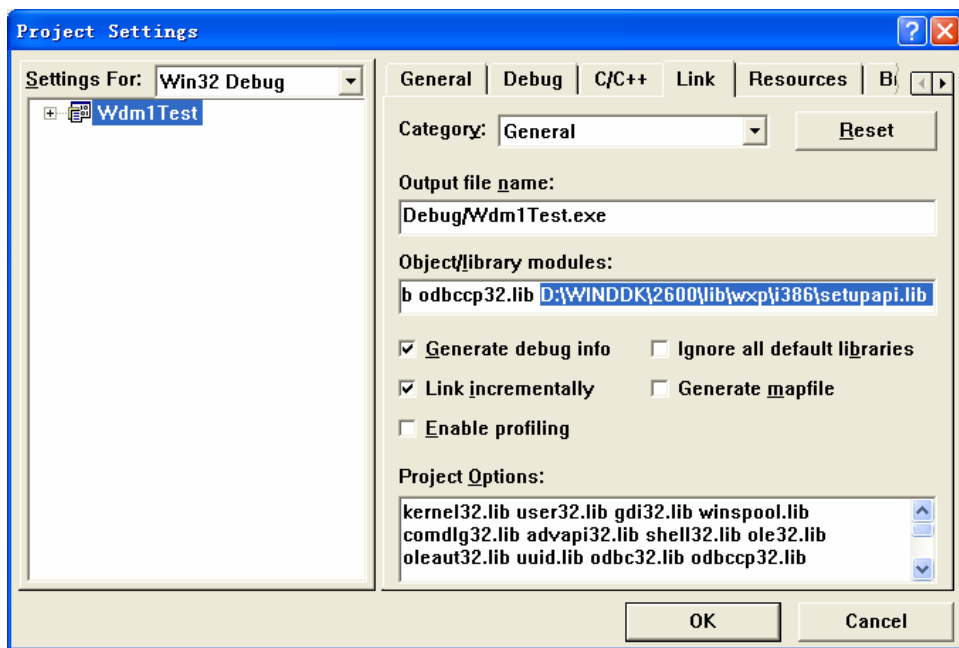 Project Settings
Settings For: Win32 Debug
Wdm1Test
General Debug C/C++ Link Resources
Category: General Reset
Output file name:
Debug/Wdm1Test.exe
Object/library modules:
b odbccp32.lib D:\WINDDK\2600\lib\wxp\i386\setupapi.lib
Generate debug info Ignore all default libraries
Link incrementally Generate mapfile
Enable profiling
Project Options:
kernel32.lib user32.lib gdi32.lib winspool.lib
comdlg32.lib advapi32.lib shell32.lib ole32.lib
oleaut32.lib uuid.lib odbc32.lib odbccp32.lib
OK Cancel